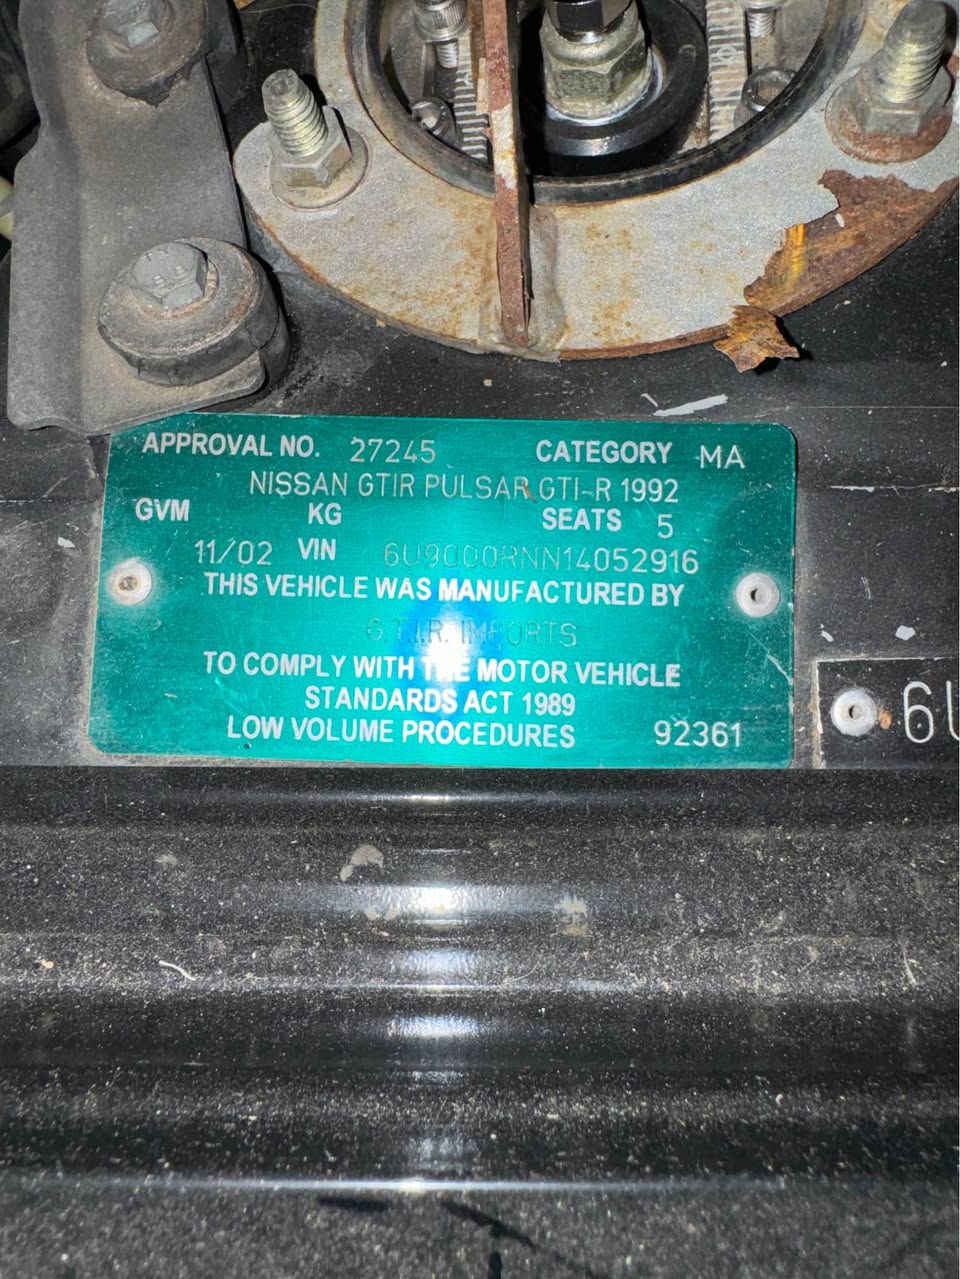 APPROVAL NO. 27245 CATEGORY MA
NISSAN GTIR PULSAR GTI-R 1992
GVM KG SEATS 5
11/02 VIN 6U9000RNN14052916
THIS VEHICLE WAS MANUFACTURED BY
G.T.I.R. IMPORTS
TO COMPLY WITH THE MOTOR VEHICLE
STANDARDS ACT 1989
LOW VOLUME PROCEDURES 92361
6U